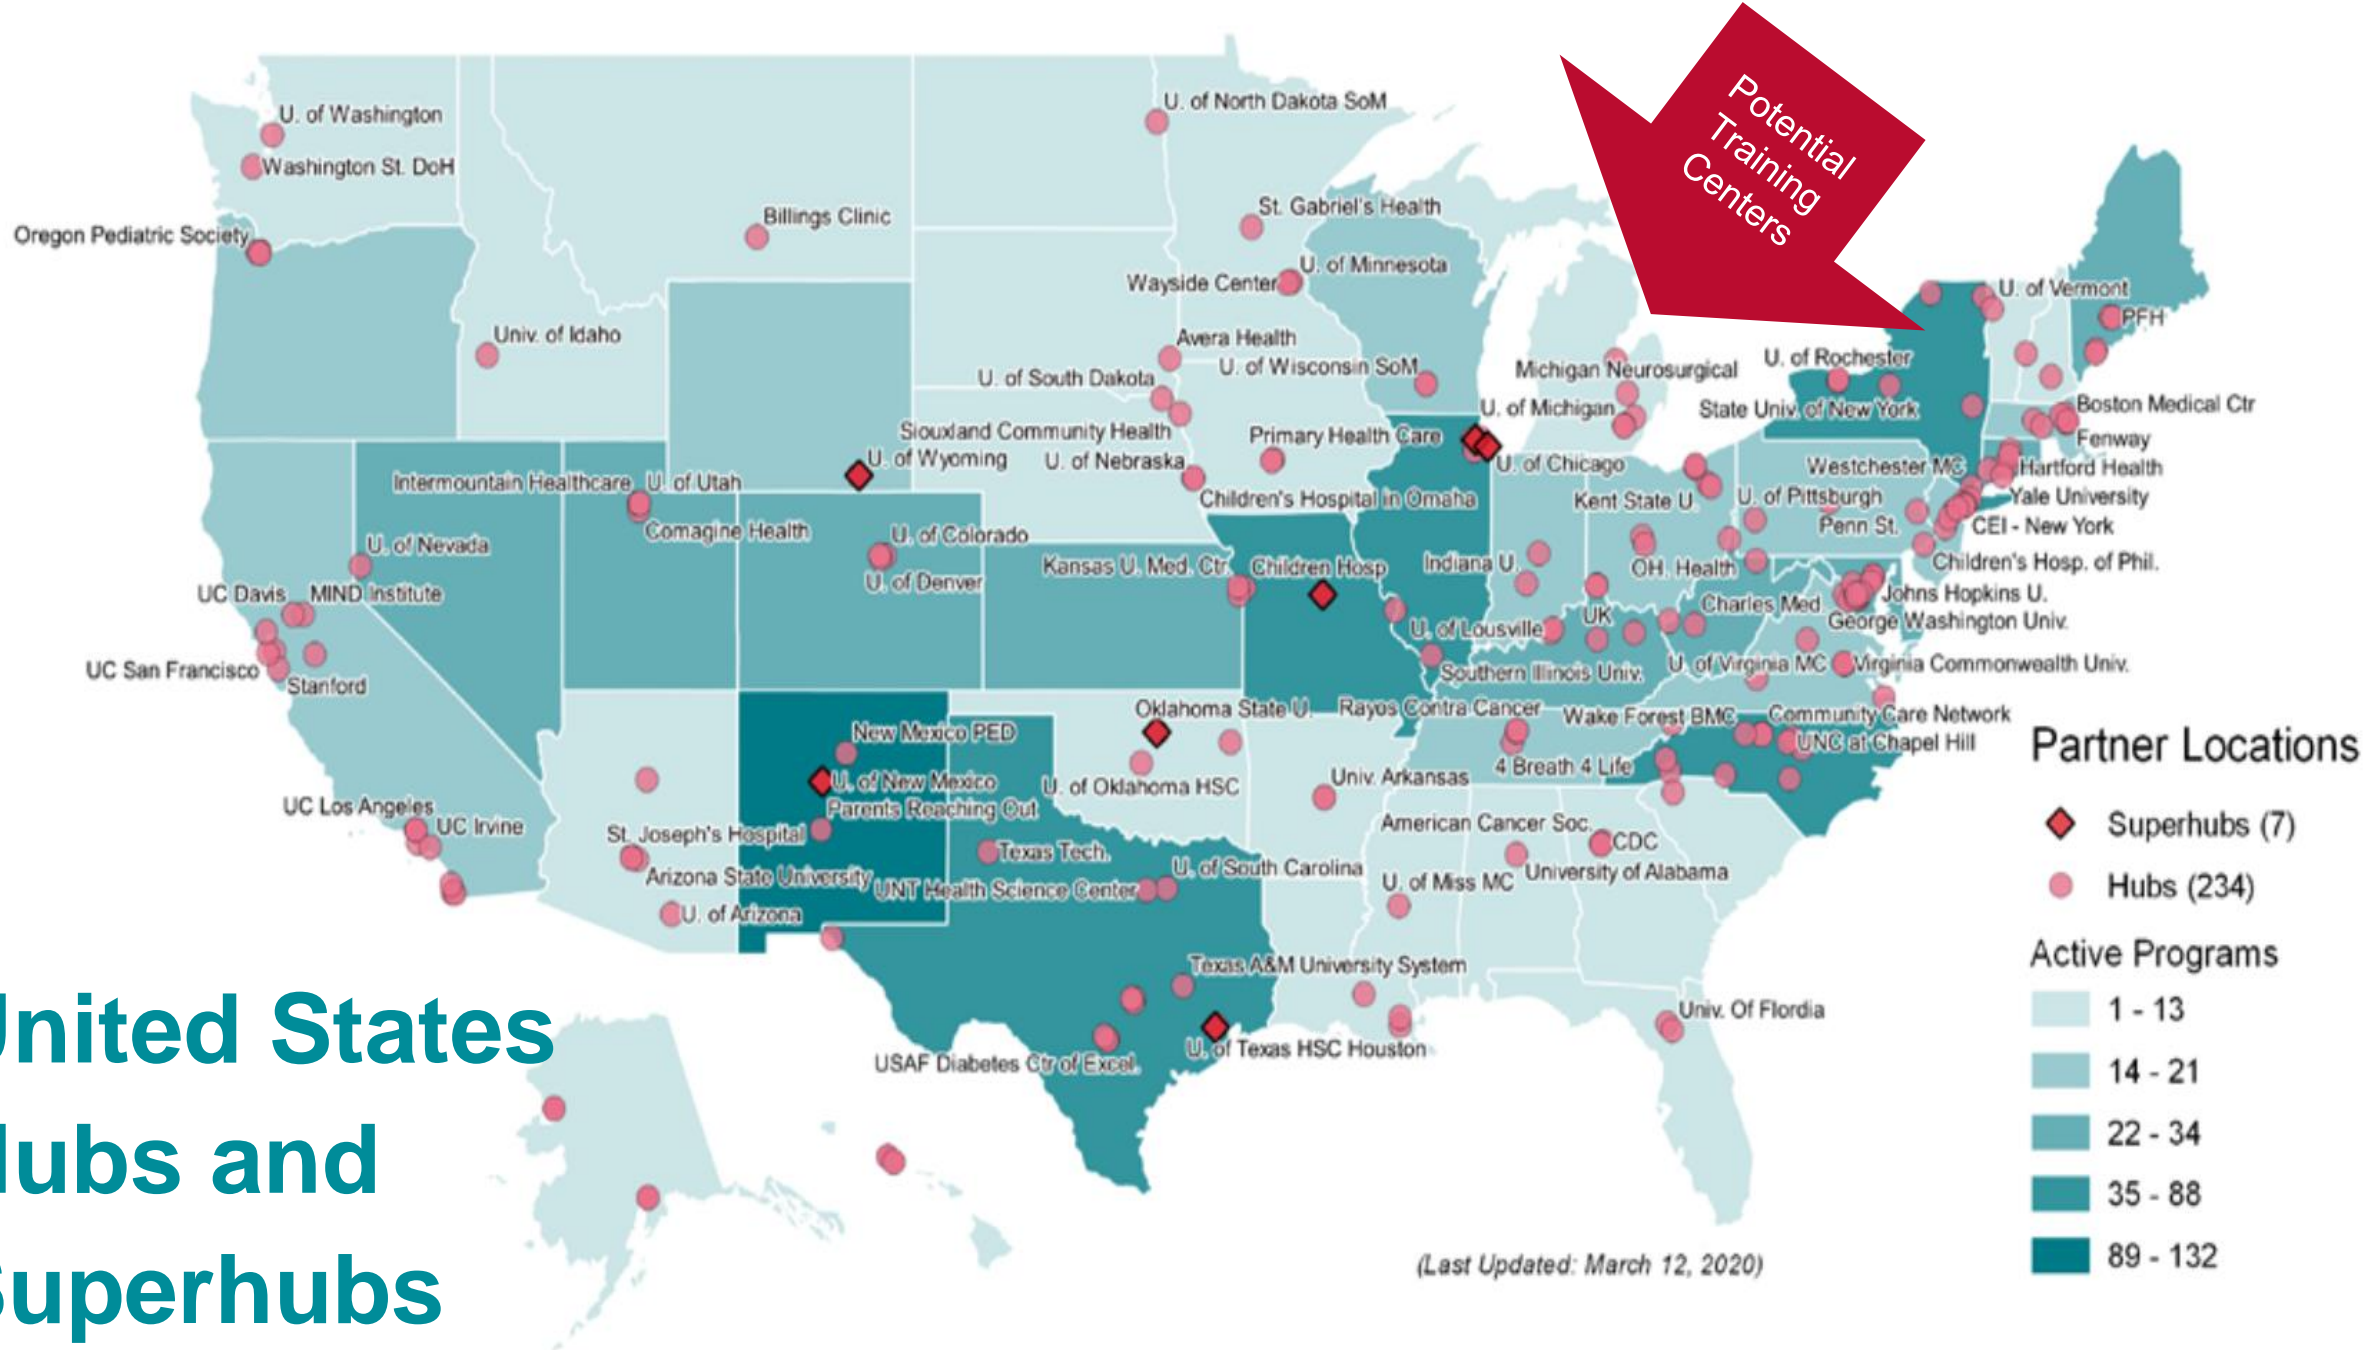 Potential
Training
Centers
U. of Washington
Washington St. DoH
Oregon Pediatric Society
Billings Clinic
Univ. of Idaho
U. of North Dakota SoM
St. Gabriel's Health
U. of Minnesota
Wayside Center
Avera Health
U. of Wisconsin SoM
U. of South Dakota
Siouxland Community Health
U. of Wyoming
U. of Nebraska
Primary Health Care
Children's Hospital in Omaha
Michigan Neurosurgical
U. of Michigan
U. of Chicago
U. of Rochester
State Univ. of New York
U. of Vermont
PFH
Boston Medical Ctr
Fenway
Westchester MC
Hartford Health
Yale University
CEI - New York
Kent State U.
U. of Pittsburgh
Penn St.
Children's Hosp. of Phil.
Intermountain Healthcare
U. of Utah
Comagine Health
U. of Nevada
U. of Colorado
U. of Denver
UC Davis
MIND Institute
UC San Francisco
Stanford
Kansas U. Med. Ctr.
Children Hosp
Indiana U.
OH. Health
Johns Hopkins U.
Charles Med.
George Washington Univ.
UK
U. of Lousville
Southern Illinois Univ.
U. of Virginia MC
Virginia Commonwealth Univ.
New Mexico PED
U. of New Mexico
Parents Reaching Out
Oklahoma State U.
Rayos Contra Cancer
Wake Forest BMC
Community Care Network
UNC at Chapel Hill
U. of Oklahoma HSC
Univ. Arkansas
4 Breath 4 Life
UC Los Angeles
UC Irvine
St. Joseph's Hospital
Arizona State University
U. of Arizona
Texas Tech.
UNT Health Science Center
U. of South Carolina
American Cancer Soc.
CDC
U. of Miss MC
University of Alabama
Texas A&M University System
USAF Diabetes Ctr of Excel.
U. of Texas HSC Houston
Univ. Of Flordia
Partner Locations
Superhubs (7)
Hubs (234)
Active Programs
1 - 13
14 - 21
22 - 34
35 - 88
89 - 132
(Last Updated: March 12, 2020)
United States
Hubs and
Superhubs